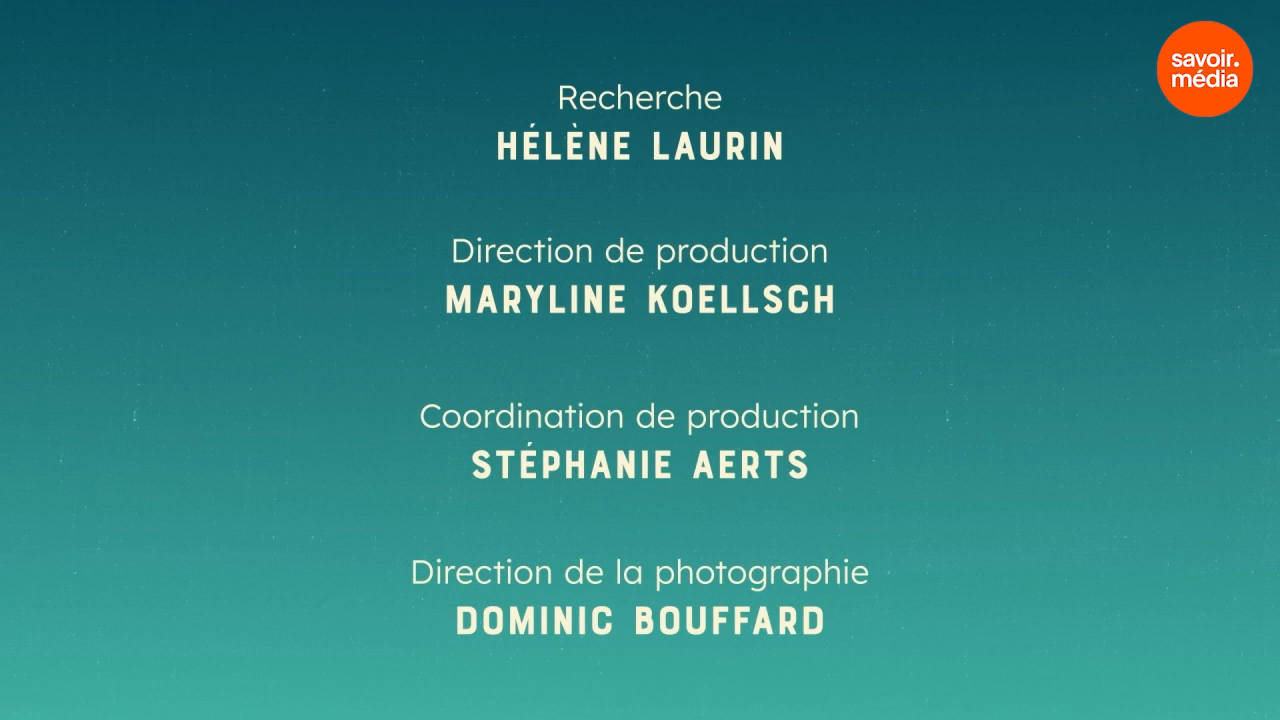 savoir.
média
Recherche
HÉLÈNE LAURIN
Direction de production
MARYLINE KOELLSCH
Coordination de production
STÉPHANIE AERTS
Direction de la photographie
DOMINIC BOUFFARD